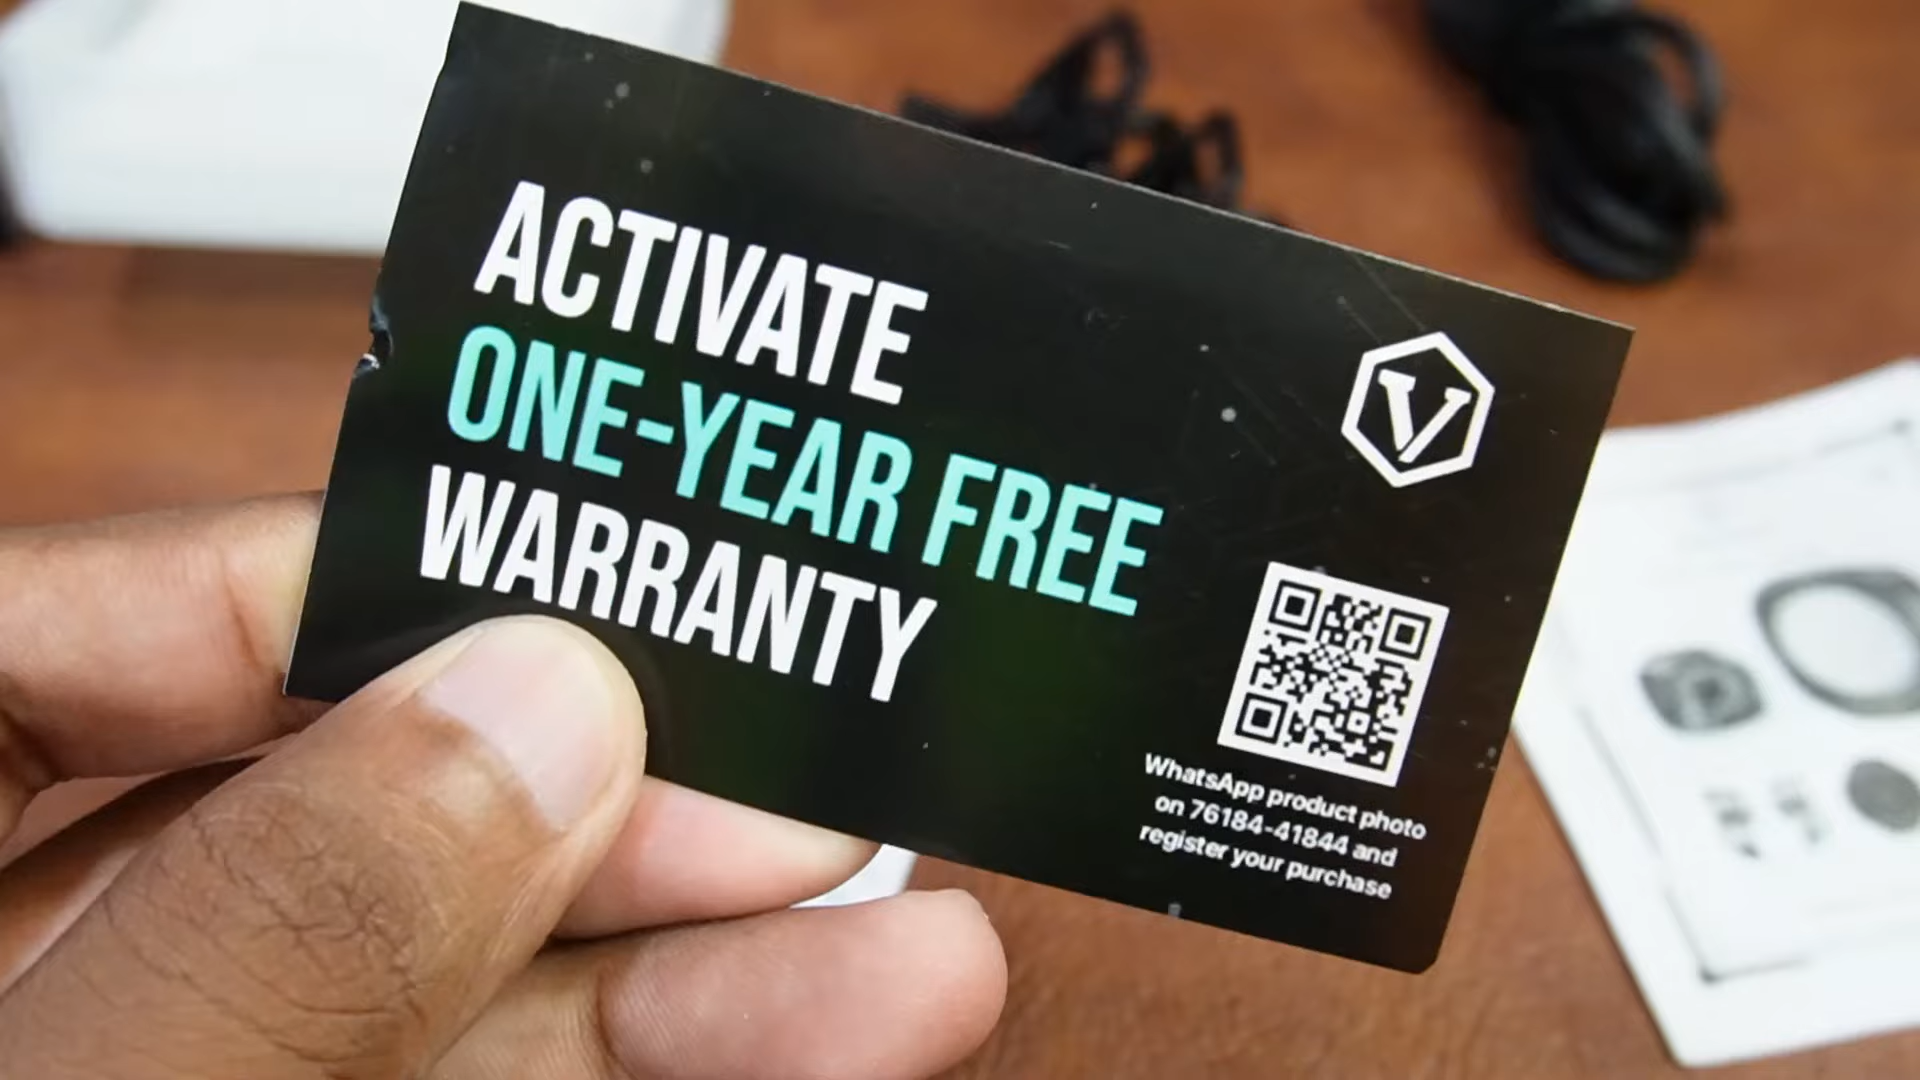 ACTIVATE
ONE-YEAR FREE
WARRANTY
V
WhatsApp product photo
on 76184-41844 and
register your purchase